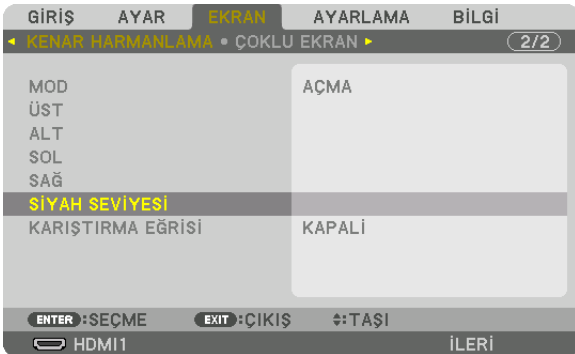 GİRİŞ AYAR EKRAN AYARLAMA BİLGİ
KENAR HARMANLAMA • ÇOKLU EKRAN 2/2
MOD AÇMA
ÜST
ALT
SOL
SAĞ
SİYAH SEVİYESİ
KARIŞTIRMA EĞRİSİ KAPALİ
ENTER :SEÇME EXIT :ÇIKIŞ :TAŞI
HDMI1 İLERİ